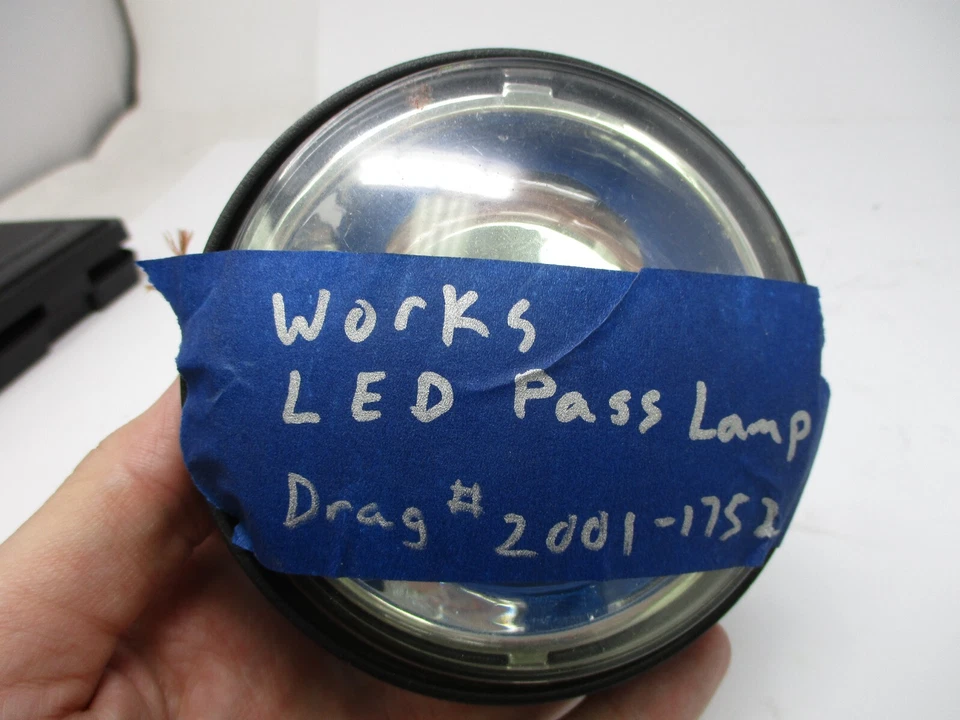 Works
LED Pass Lamp
Drag # 2001-1752